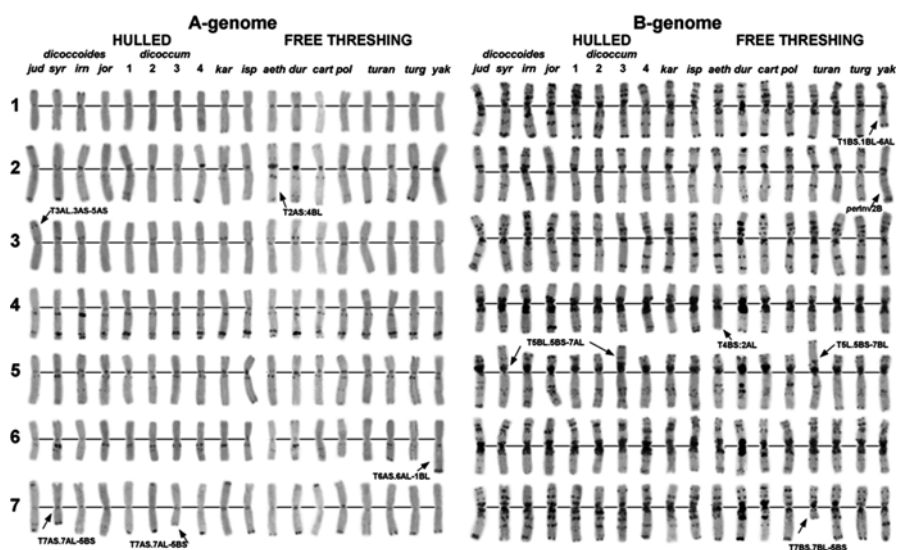 A-genome
HULLED FREE THRESHING
dicoccoides dicoccum
jud syr irn jor 1 2 3 4 kar isp aeth dur cart pol turan turg yak
B-genome
HULLED FREE THRESHING
dicoccoides dicoccum
jud syr irn jor 1 2 3 4 kar isp aeth dur cart pol turan turg yak
1
T1BS.1BL-6AL
2
T3AL.3AS-5AS
T2AS:4BL
perinv2B
3
4
T4BS:2AL
T5BL.5BS-7AL
T5L.5BS-7BL
5
6
T6AS.6AL-1BL
7
T7AS.7AL-5BS
T7AS.7AL-5BS
T7BS.7BL-5BS